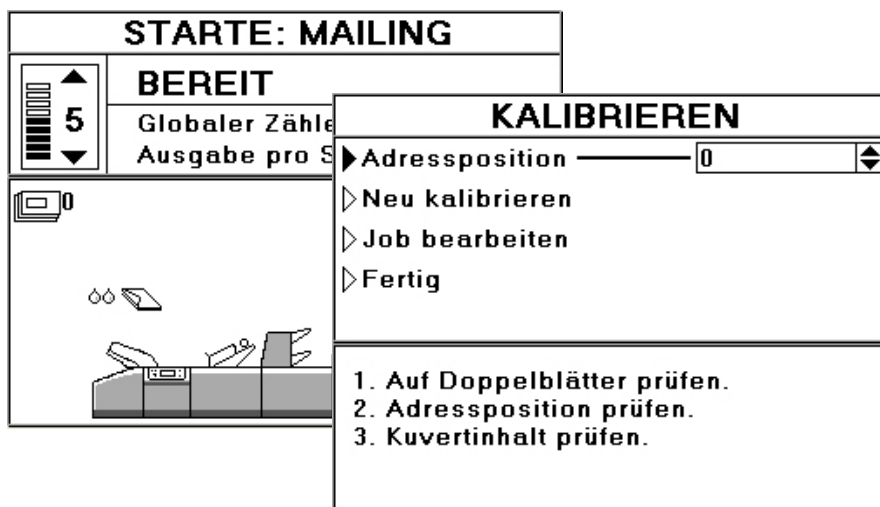 STARTE: MAILING
BEREIT
5
Globaler Zähle
Ausgabe pro S
0
KALIBRIEREN
Adressposition 0
Neu kalibrieren
Job bearbeiten
Fertig
1. Auf Doppelblätter prüfen.
2. Adressposition prüfen.
3. Kuvertinhalt prüfen.